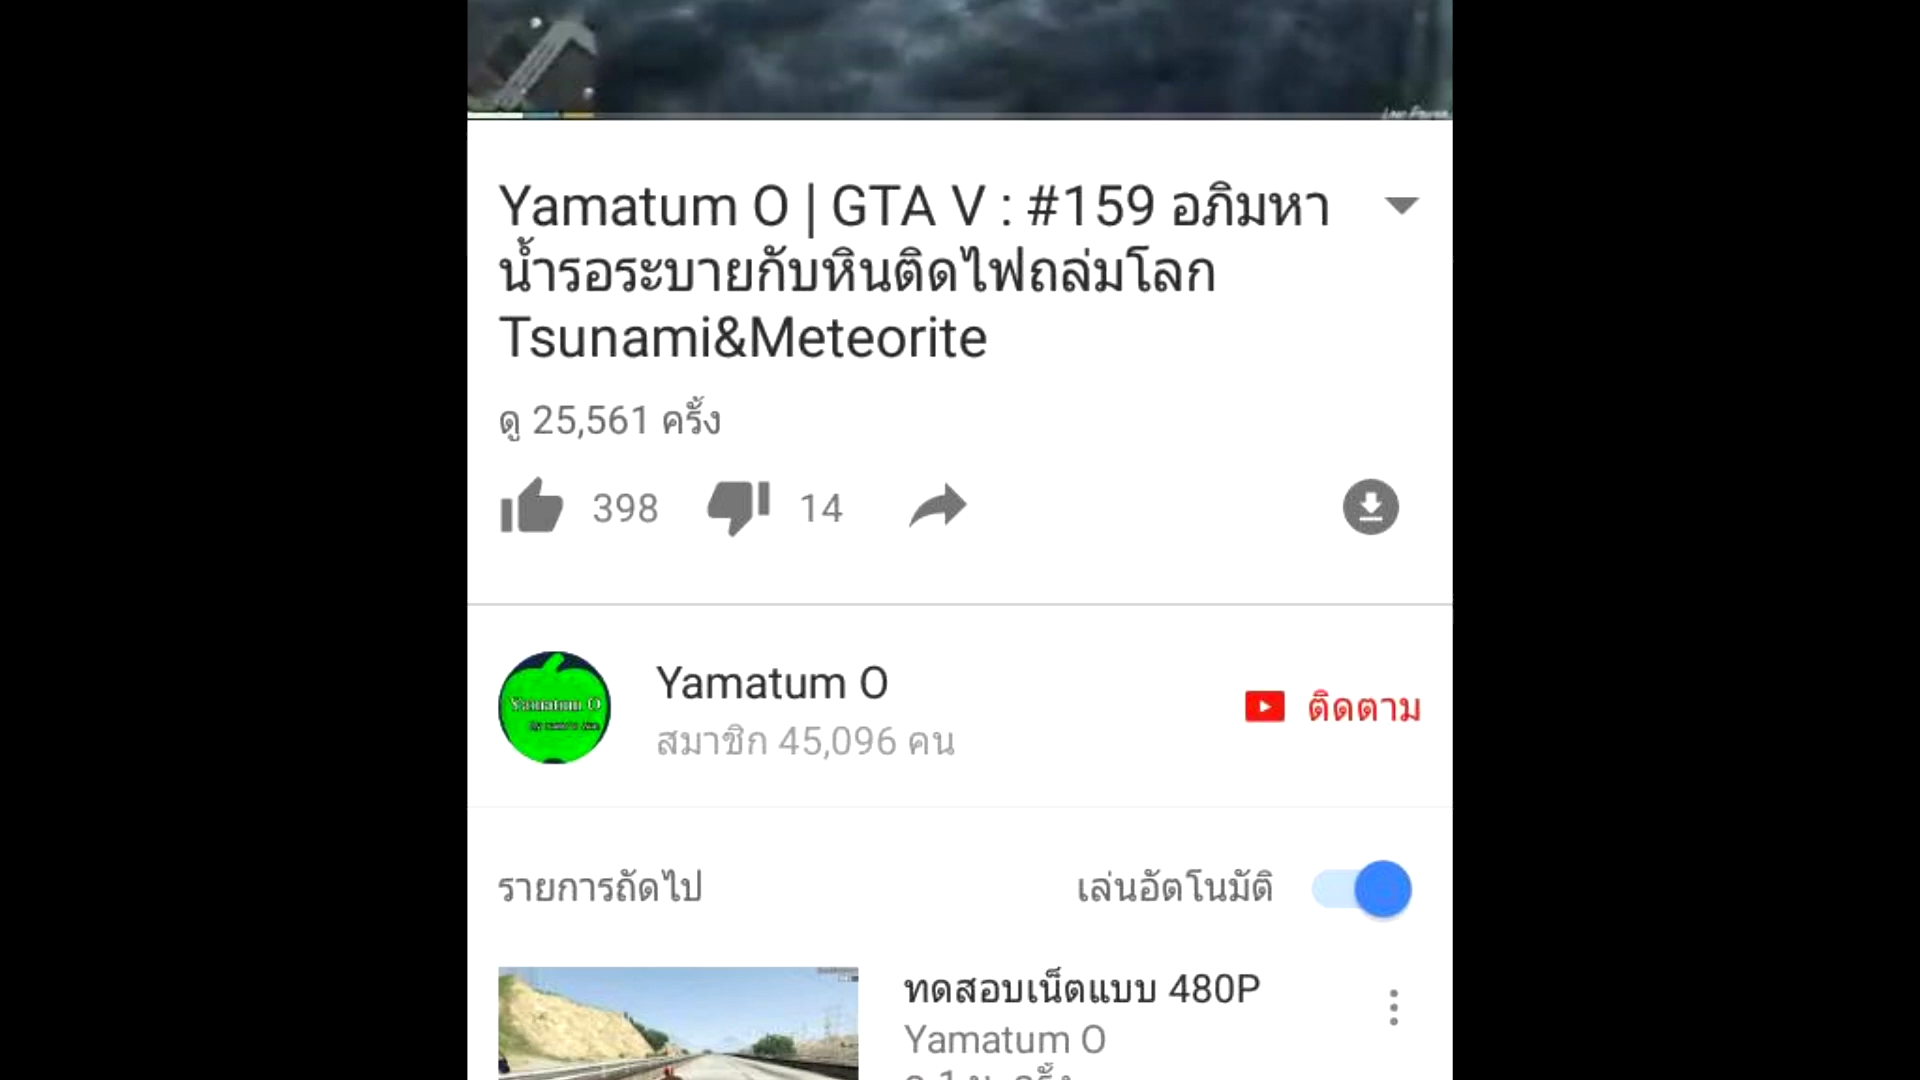 Yamatum O | GTA V : #159 อภิมหา
น้ำรอระบายกับหินติดไฟถล่มโลก
Tsunami&Meteorite
ดู 25,561 ครั้ง
398 14
Yamatum O
Yamatum O
สมาชิก 45,096 คน
ติดตาม
รายการถัดไป
เล่นอัตโนมัติ
ทดสอบเน็ตแบบ 480P
Yamatum O